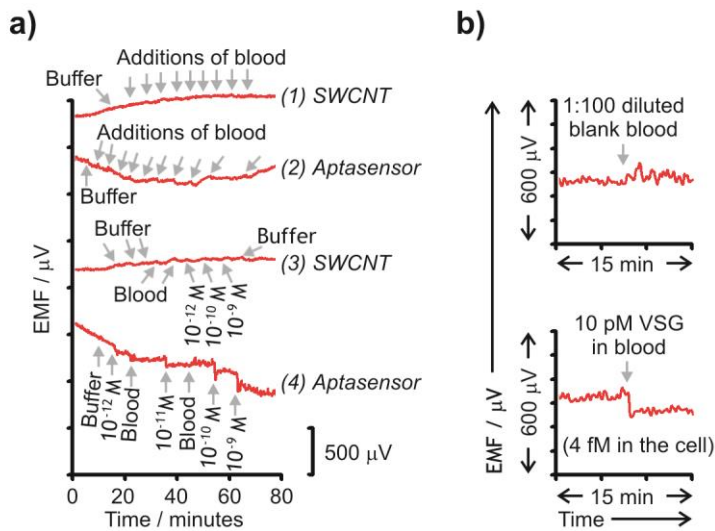 a)
Additions of blood
Buffer
(1) SWCNT
Additions of blood
(2) Aptasensor
Buffer
Buffer
Buffer
(3) SWCNT
Blood
10⁻¹² W
10⁻¹⁰ W
10⁻⁹ W
(4) Aptasensor
Buffer
10⁻¹² W
Blood
10⁻¹¹ W
Blood
10⁻¹⁰ W
10⁻⁹ W
500 µV
EMF / µV
0 20 40 60 80
Time / minutes
b)
1:100 diluted
blank blood
600 µV
15 min
10 pM VSG
in blood
600 µV
(4 fM in the cell)
15 min
EMF / µV
Time